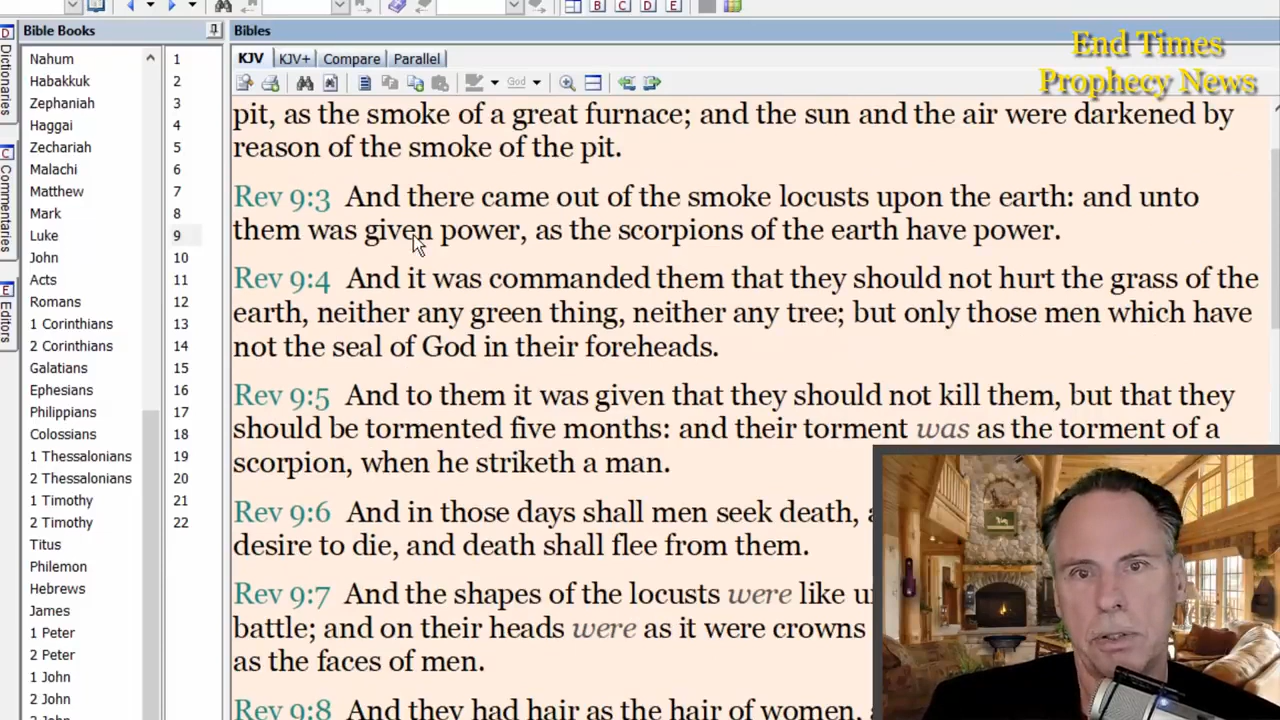 Bible Books
Bibles
End Times
Prophecy News
KJV
KJV+
Compare
Parallel
God
Dictionaries
Commentaries
Editors
Nahum
Habakkuk
Zephaniah
Haggai
Zechariah
Malachi
Matthew
Mark
Luke
John
Acts
Romans
1 Corinthians
2 Corinthians
Galatians
Ephesians
Philippians
Colossians
1 Thessalonians
2 Thessalonians
1 Timothy
2 Timothy
Titus
Philemon
Hebrews
James
1 Peter
2 Peter
1 John
2 John
1
2
3
4
5
6
7
8
9
10
11
12
13
14
15
16
17
18
19
20
21
22
pit, as the smoke of a great furnace; and the sun and the air were darkened by
reason of the smoke of the pit.
Rev 9:3 And there came out of the smoke locusts upon the earth: and unto
them was given power, as the scorpions of the earth have power.
Rev 9:4 And it was commanded them that they should not hurt the grass of the
earth, neither any green thing, neither any tree; but only those men which have
not the seal of God in their foreheads.
Rev 9:5 And to them it was given that they should not kill them, but that they
should be tormented five months: and their torment was as the torment of a
scorpion, when he striketh a man.
Rev 9:6 And in those days shall men seek death,
desire to die, and death shall flee from them.
Rev 9:7 And the shapes of the locusts were like
battle; and on their heads were as it were crowns
as the faces of men.
Rev 9:8 And they had hair as the hair of women,